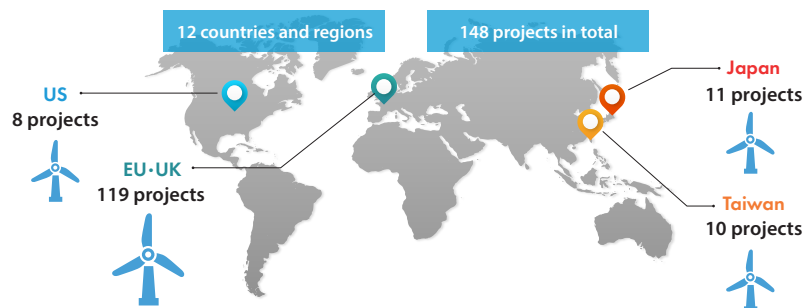 12 countries and regions
148 projects in total
US
8 projects
EU·UK
119 projects
Japan
11 projects
Taiwan
10 projects